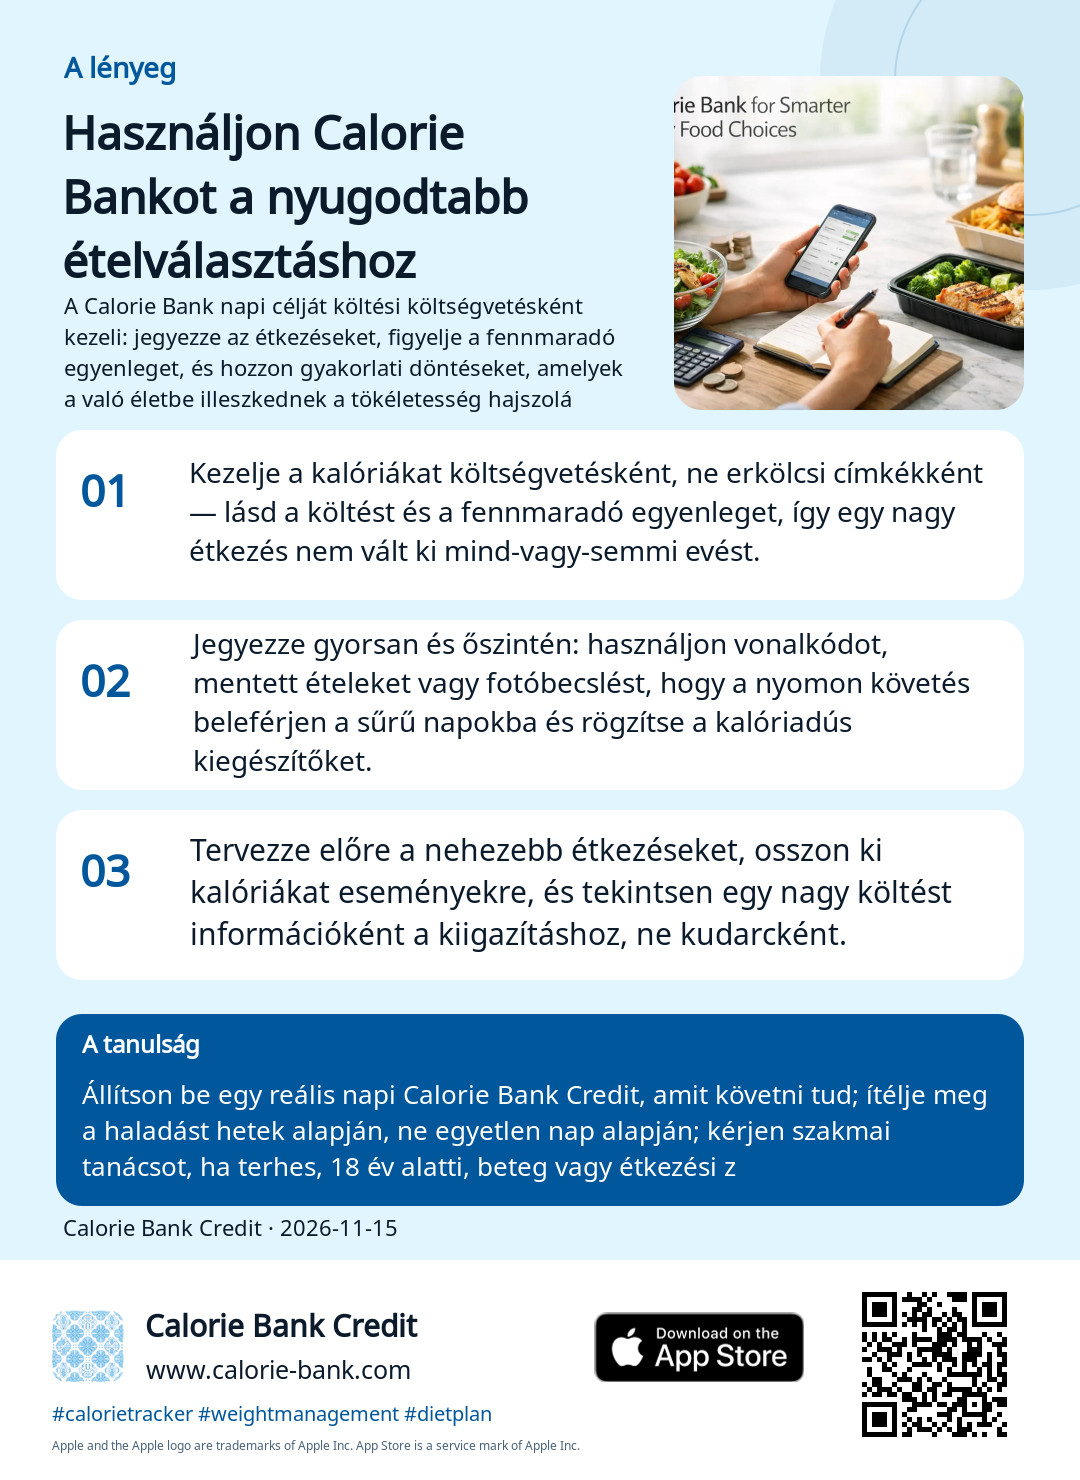 A lényeg
Használjon Calorie
Bankot a nyugodtabb
ételválasztáshoz
A Calorie Bank napi célját költési költségvetésként
kezeli: jegyezze az étkezéseket, figyelje a fennmaradó
egyenleget, és hozzon gyakorlati döntéseket, amelyek
a való életbe illeszkednek a tökéletesség hajszolá
rie Bank for Smarter
Food Choices
01
Kezelje a kalóriákat költségvetésként, ne erkölcsi címkékként
— lásd a költést és a fennmaradó egyenleget, így egy nagy
étkezés nem vált ki mind-vagy-semmi evést.
02
Jegyezze gyorsan és őszintén: használjon vonalkódot,
mentett ételeket vagy fotóbecslést, hogy a nyomon követés
beleférjen a sűrű napokba és rögzítse a kalóriadús
kiegészítőket.
03
Tervezze előre a nehezebb étkezéseket, osszon ki
kalóriákat eseményekre, és tekintsen egy nagy költést
információként a kiigazításhoz, ne kudarcként.
A tanulság
Állítson be egy reális napi Calorie Bank Credit, amit követni tud; ítélje meg
a haladást hetek alapján, ne egyetlen nap alapján; kérjen szakmai
tanácsot, ha terhes, 18 év alatti, beteg vagy étkezési z
Calorie Bank Credit · 2026-11-15
Calorie Bank Credit
www.calorie-bank.com
Download on the
App Store
#calorietracker #weightmanagement #dietplan
Apple and the Apple logo are trademarks of Apple Inc. App Store is a service mark of Apple Inc.